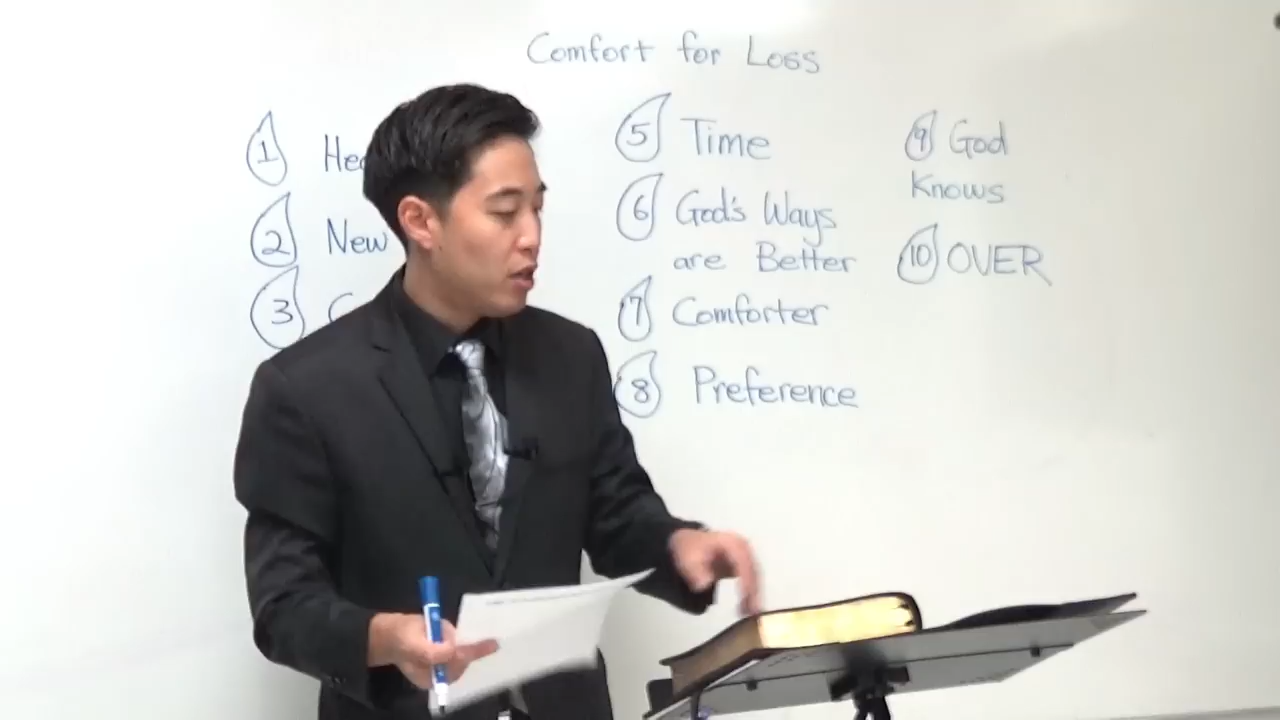 Comfort for Loss
1
2 New
3
5 Time
6 God's Ways
are Better
7 Comforter
8 Preference
9 God
Knows
10 OVER